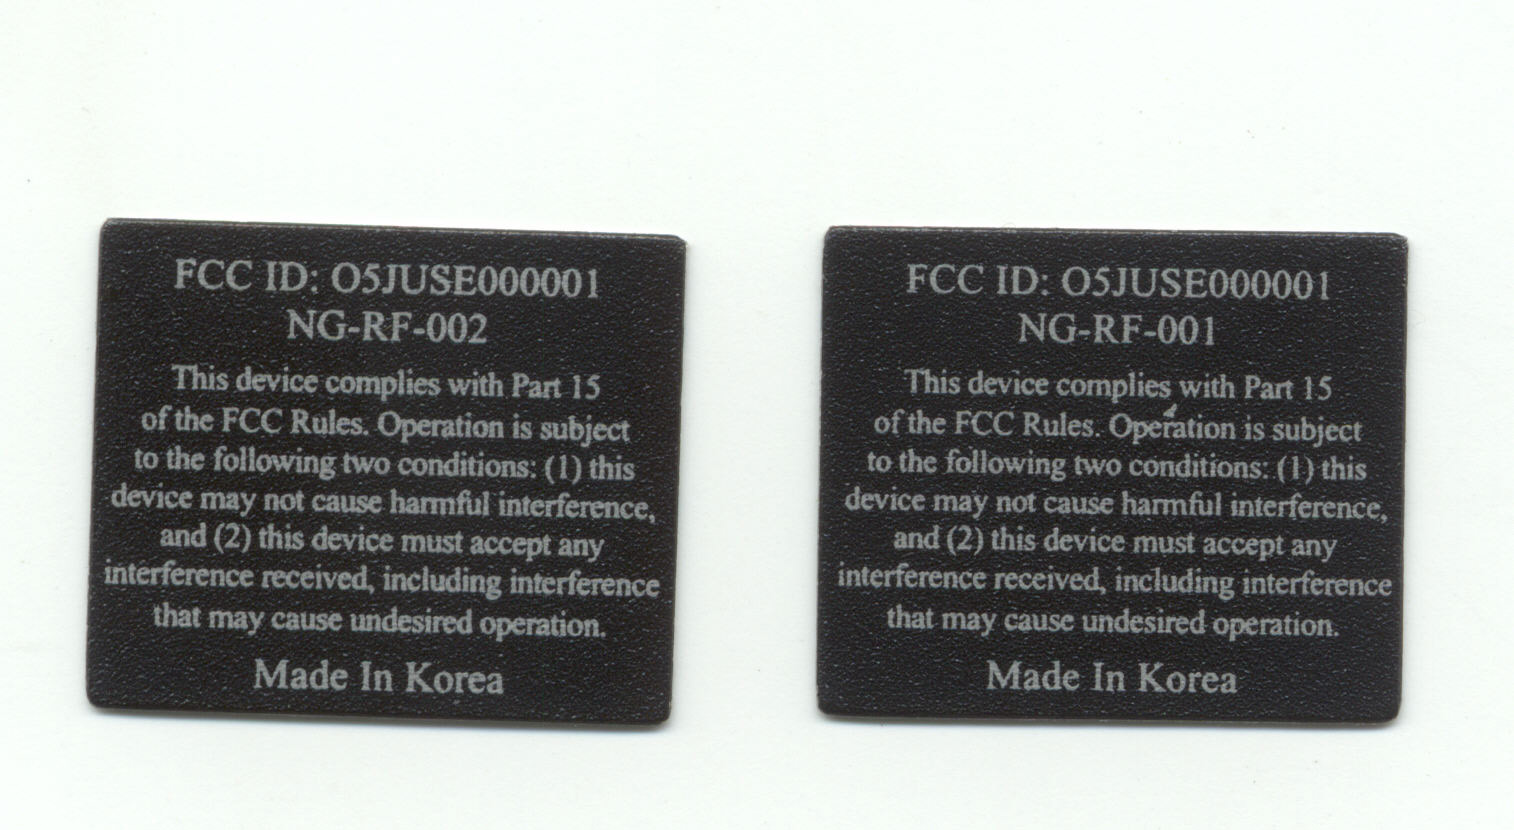 FCC ID: O5JUSE000001
NG-RF-002
This device complies with Part 15
of the FCC Rules. Operation is subject
to the following two conditions: (1) this
device may not cause harmful interference,
and (2) this device must accept any
interference received, including interference
that may cause undesired operation.
Made In Korea
FCC ID: O5JUSE000001
NG-RF-001
This device complies with Part 15
of the FCC Rules. Operation is subject
to the following two conditions: (1) this
device may not cause harmful interference,
and (2) this device must accept any
interference received, including interference
that may cause undesired operation.
Made In Korea